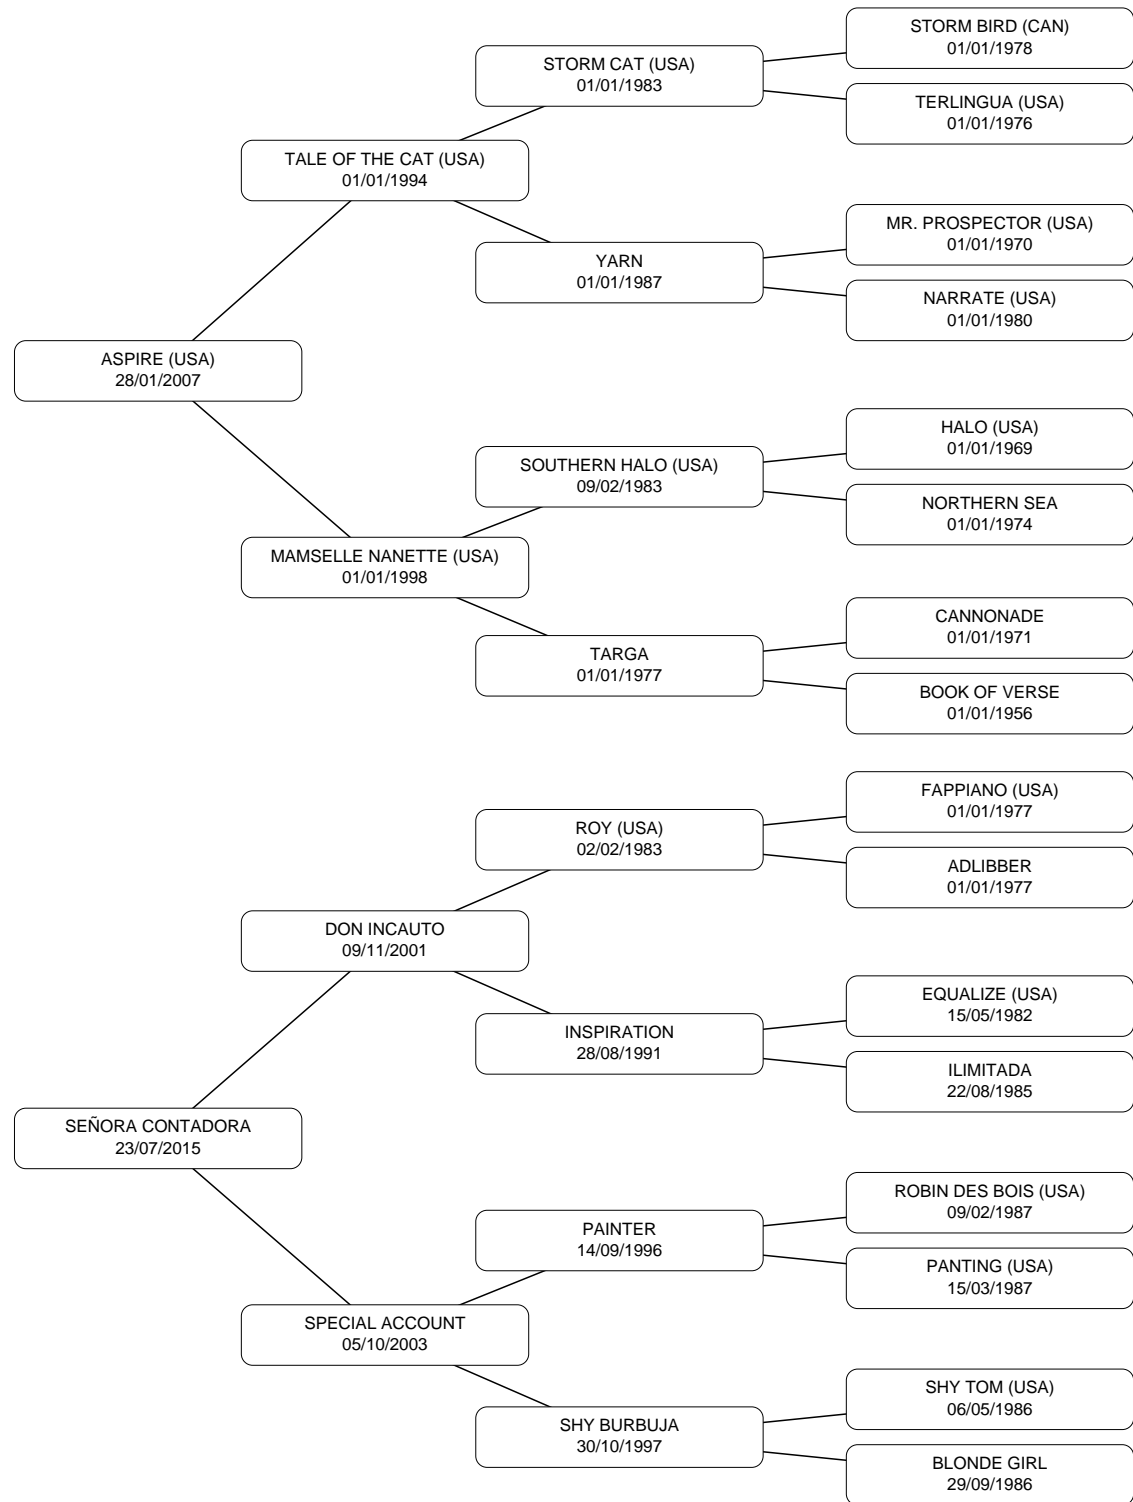 STORM BIRD (CAN)
01/01/1978
STORM CAT (USA)
01/01/1983
TERLINGUA (USA)
01/01/1976
TALE OF THE CAT (USA)
01/01/1994
MR. PROSPECTOR (USA)
01/01/1970
YARN
01/01/1987
NARRATE (USA)
01/01/1980
ASPIRE (USA)
28/01/2007
HALO (USA)
01/01/1969
SOUTHERN HALO (USA)
09/02/1983
NORTHERN SEA
01/01/1974
MAMSELLE NANETTE (USA)
01/01/1998
CANNONADE
01/01/1971
TARGA
01/01/1977
BOOK OF VERSE
01/01/1956
FAPPIANO (USA)
01/01/1977
ROY (USA)
02/02/1983
ADLIBBER
01/01/1977
DON INCAUTO
09/11/2001
EQUALIZE (USA)
15/05/1982
INSPIRATION
28/08/1991
ILIMITADA
22/08/1985
SEÑORA CONTADORA
23/07/2015
ROBIN DES BOIS (USA)
09/02/1987
PAINTER
14/09/1996
PANTING (USA)
15/03/1987
SPECIAL ACCOUNT
05/10/2003
SHY TOM (USA)
06/05/1986
SHY BURBUJA
30/10/1997
BLONDE GIRL
29/09/1986